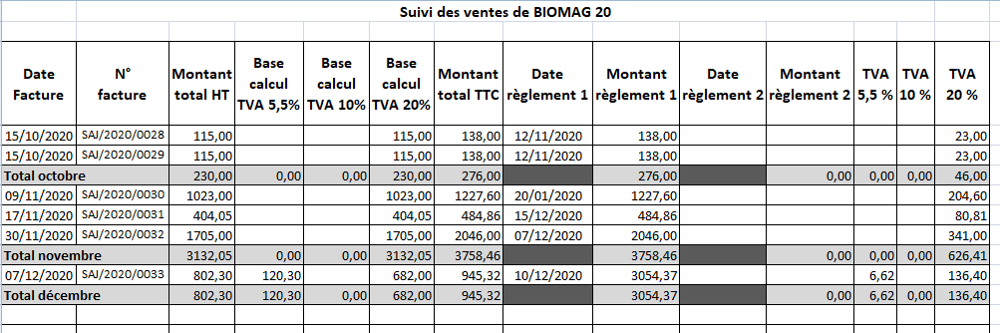 Suivi des ventes de BIOMAG 20
Date Facture N° facture Montant total HT Base calcul TVA 5,5% Base calcul TVA 10% Base calcul TVA 20% Montant total TTC Date règlement 1 Montant règlement 1 Date règlement 2 Montant règlement 2 TVA 5,5 % TVA 10 % TVA 20 %
15/10/2020 SAJ/2020/0028 115,00 115,00 138,00 12/11/2020 138,00 23,00
15/10/2020 SAJ/2020/0029 115,00 115,00 138,00 12/11/2020 138,00 23,00
Total octobre 230,00 0,00 0,00 230,00 276,00 276,00 0,00 0,00 0,00 46,00
09/11/2020 SAJ/2020/0030 1023,00 1023,00 1227,60 20/01/2020 1227,60 204,60
17/11/2020 SAJ/2020/0031 404,05 404,05 484,86 15/12/2020 484,86 80,81
30/11/2020 SAJ/2020/0032 1705,00 1705,00 2046,00 07/12/2020 2046,00 341,00
Total novembre 3132,05 0,00 0,00 3132,05 3758,46 3758,46 0,00 0,00 0,00 626,41
07/12/2020 SAJ/2020/0033 802,30 120,30 682,00 945,32 10/12/2020 3054,37 6,62 136,40
Total décembre 802,30 120,30 0,00 682,00 945,32 3054,37 0,00 6,62 0,00 136,40